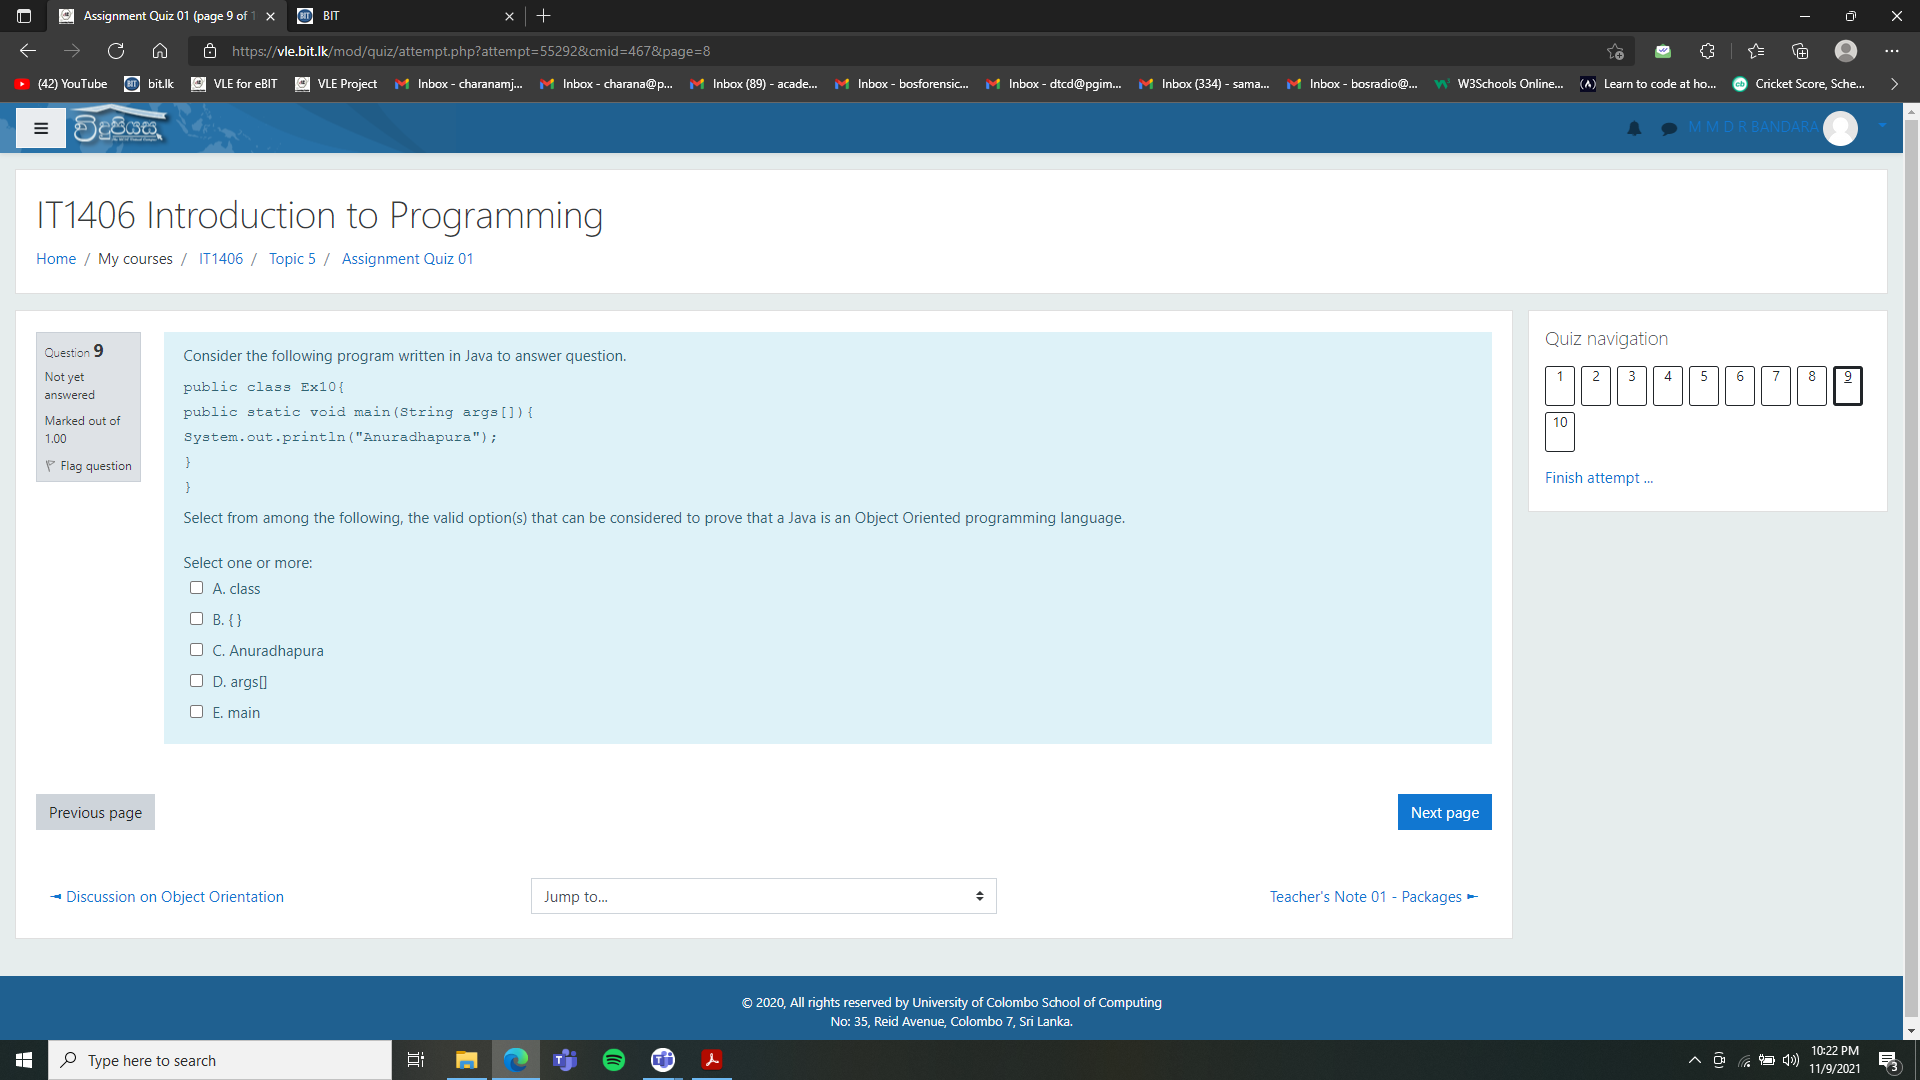 Assignment Quiz 01 (page 9 of 1
BIT
https://vle.bit.lk/mod/quiz/attempt.php?attempt=55292&cmid=467&page=8
(42) YouTube
bit.lk
VLE for eBIT
VLE Project
Inbox - charanamj...
Inbox - charana@p...
Inbox (89) - acade...
Inbox - bosforensic...
Inbox - dtcd@pgim...
Inbox (334) - sama...
Inbox - bosradio@...
W3Schools Online...
Learn to code at ho...
Cricket Score, Sche...
විදුපියස
M M D R BANDARA
IT1406 Introduction to Programming
Home / My courses / IT1406 / Topic 5 / Assignment Quiz 01
Question 9
Not yet
answered
Marked out of
1.00
Flag question
Consider the following program written in Java to answer question.
public class Ex10{
public static void main(String args[]){
System.out.println("Anuradhapura");
}
}
Select from among the following, the valid option(s) that can be considered to prove that a Java is an Object Oriented programming language.
Select one or more:
A. class
B. { }
C. Anuradhapura
D. args[]
E. main
Quiz navigation
1 2 3 4 5 6 7 8 9
10
Finish attempt ...
Previous page
Next page
◄ Discussion on Object Orientation
Jump to...
Teacher's Note 01 - Packages ►
© 2020, All rights reserved by University of Colombo School of Computing
No: 35, Reid Avenue, Colombo 7, Sri Lanka.
Type here to search
10:22 PM
11/9/2021
3